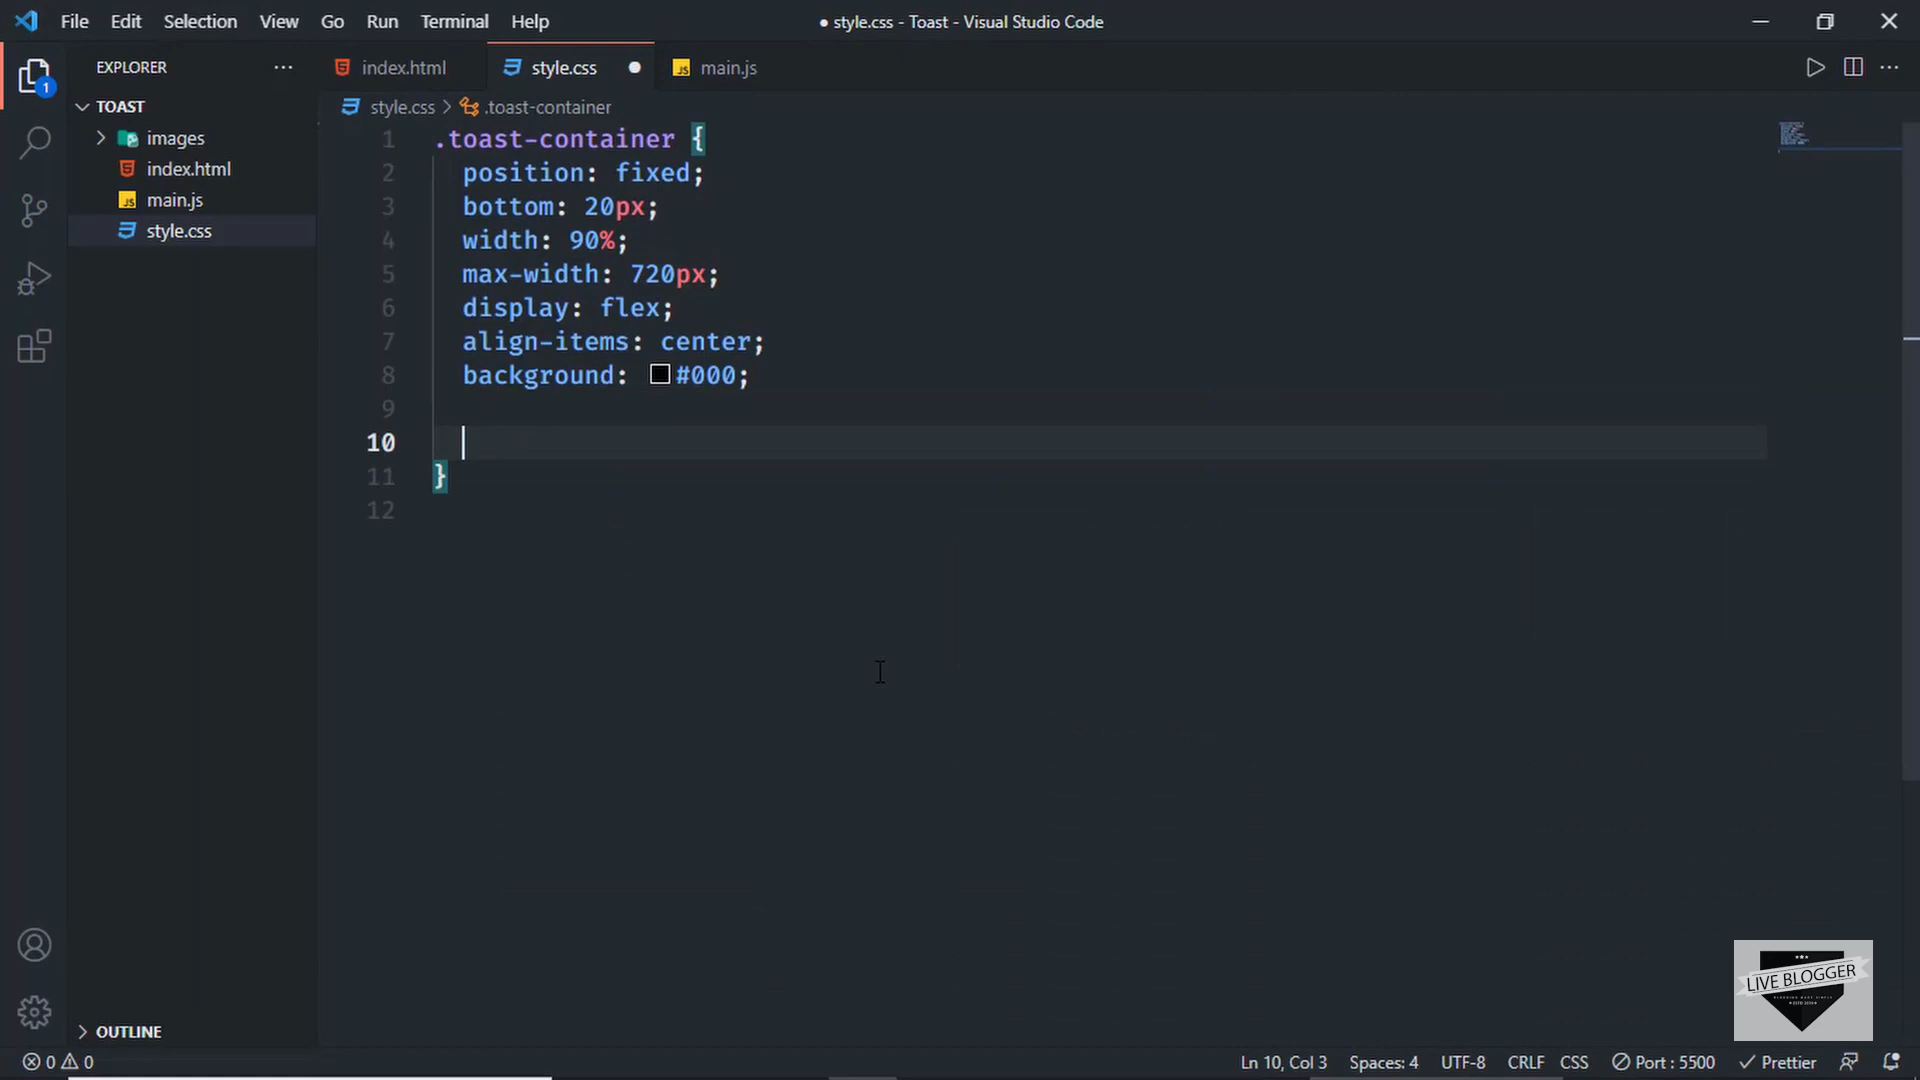 File Edit Selection View Go Run Terminal Help
● style.css - Toast - Visual Studio Code
EXPLORER
index.html
style.css
main.js
TOAST
images
index.html
main.js
style.css
style.css > .toast-container
1 .toast-container {
2 position: fixed;
3 bottom: 20px;
4 width: 90%;
5 max-width: 720px;
6 display: flex;
7 align-items: center;
8 background: #000;
9
10
11 }
12
1
OUTLINE
LIVE BLOGGER
0 0
Ln 10, Col 3 Spaces: 4 UTF-8 CRLF CSS Port : 5500 Prettier